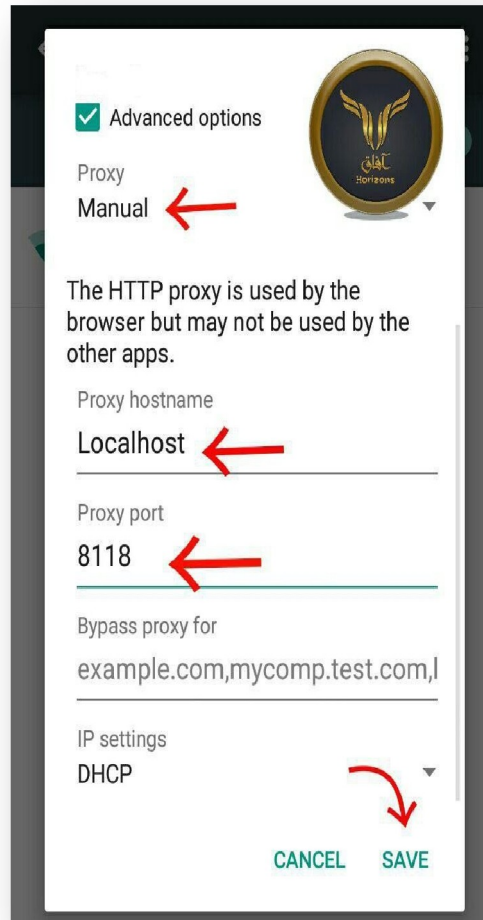 Advanced options
Proxy
Manual
آفاق
Horizons
The HTTP proxy is used by the
browser but may not be used by the
other apps.
Proxy hostname
Localhost
Proxy port
8118
Bypass proxy for
example.com,mycomp.test.com,l
IP settings
DHCP
CANCEL SAVE